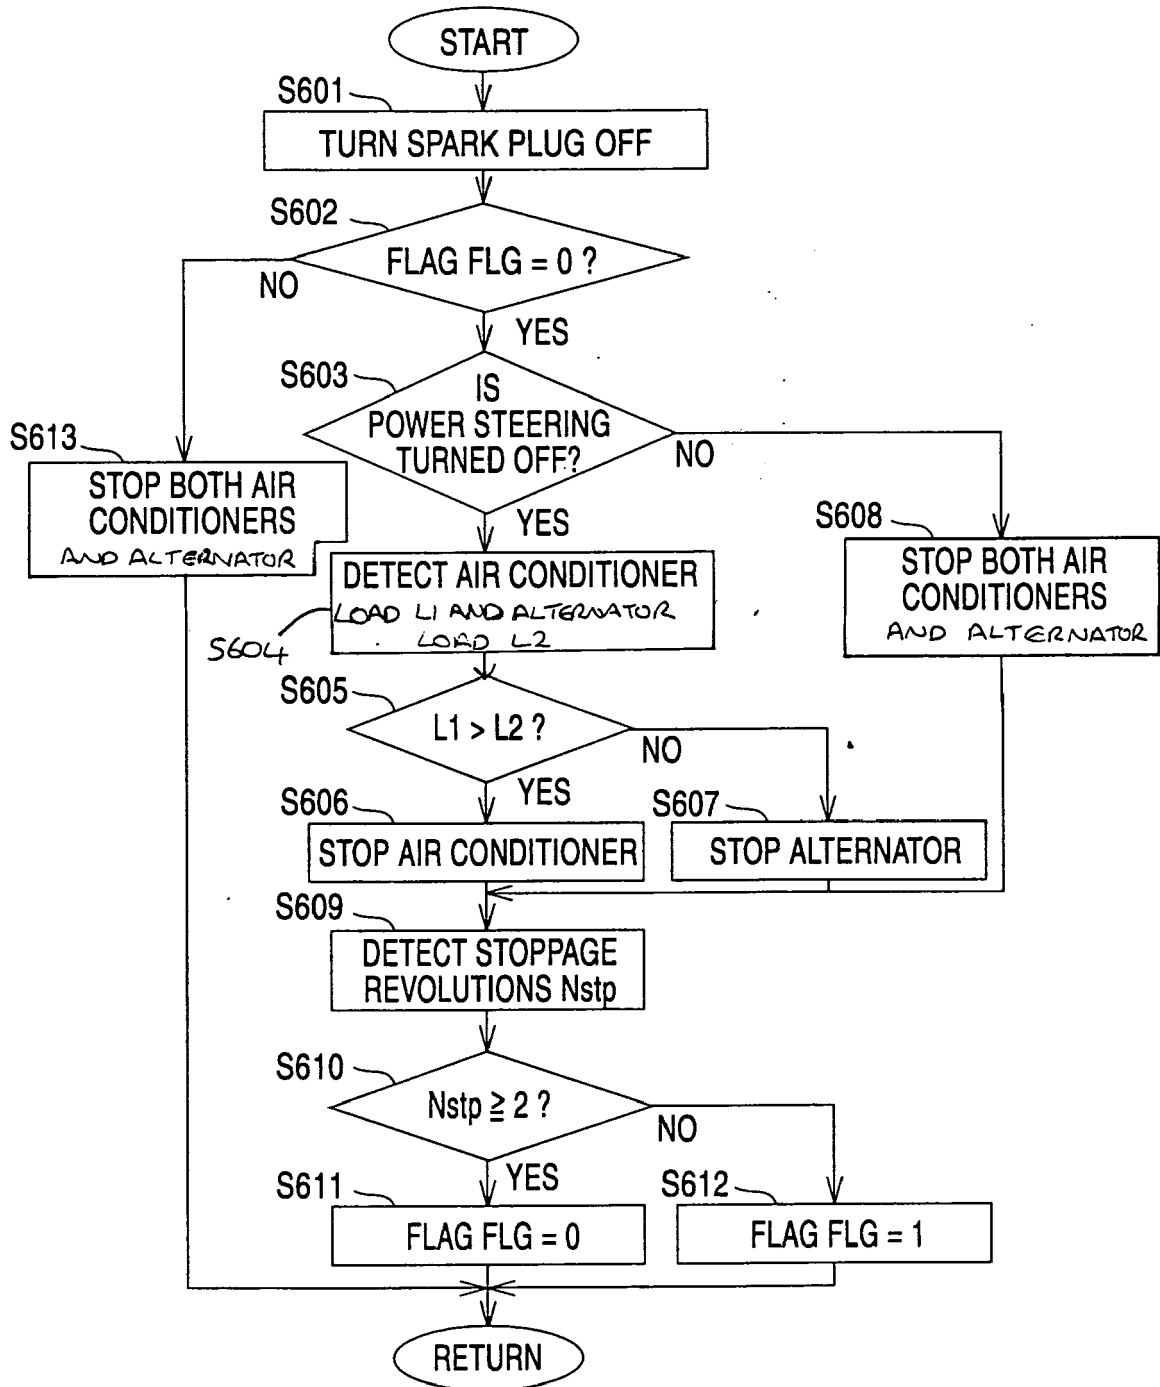 START
S601
TURN SPARK PLUG OFF
S602
FLAG FLG = 0 ?
NO
YES
S603
IS
POWER STEERING
TURNED OFF?
NO
YES
S613
STOP BOTH AIR
CONDITIONERS
AND ALTERNATOR
S608
STOP BOTH AIR
CONDITIONERS
AND ALTERNATOR
DETECT AIR CONDITIONER
LOAD L1 AND ALTERNATOR
LOAD L2
S604
S605
L1 > L2 ?
NO
YES
S606
STOP AIR CONDITIONER
S607
STOP ALTERNATOR
S609
DETECT STOPPAGE
REVOLUTIONS Nstp
S610
Nstp ≧ 2 ?
NO
YES
S611
FLAG FLG = 0
S612
FLAG FLG = 1
RETURN